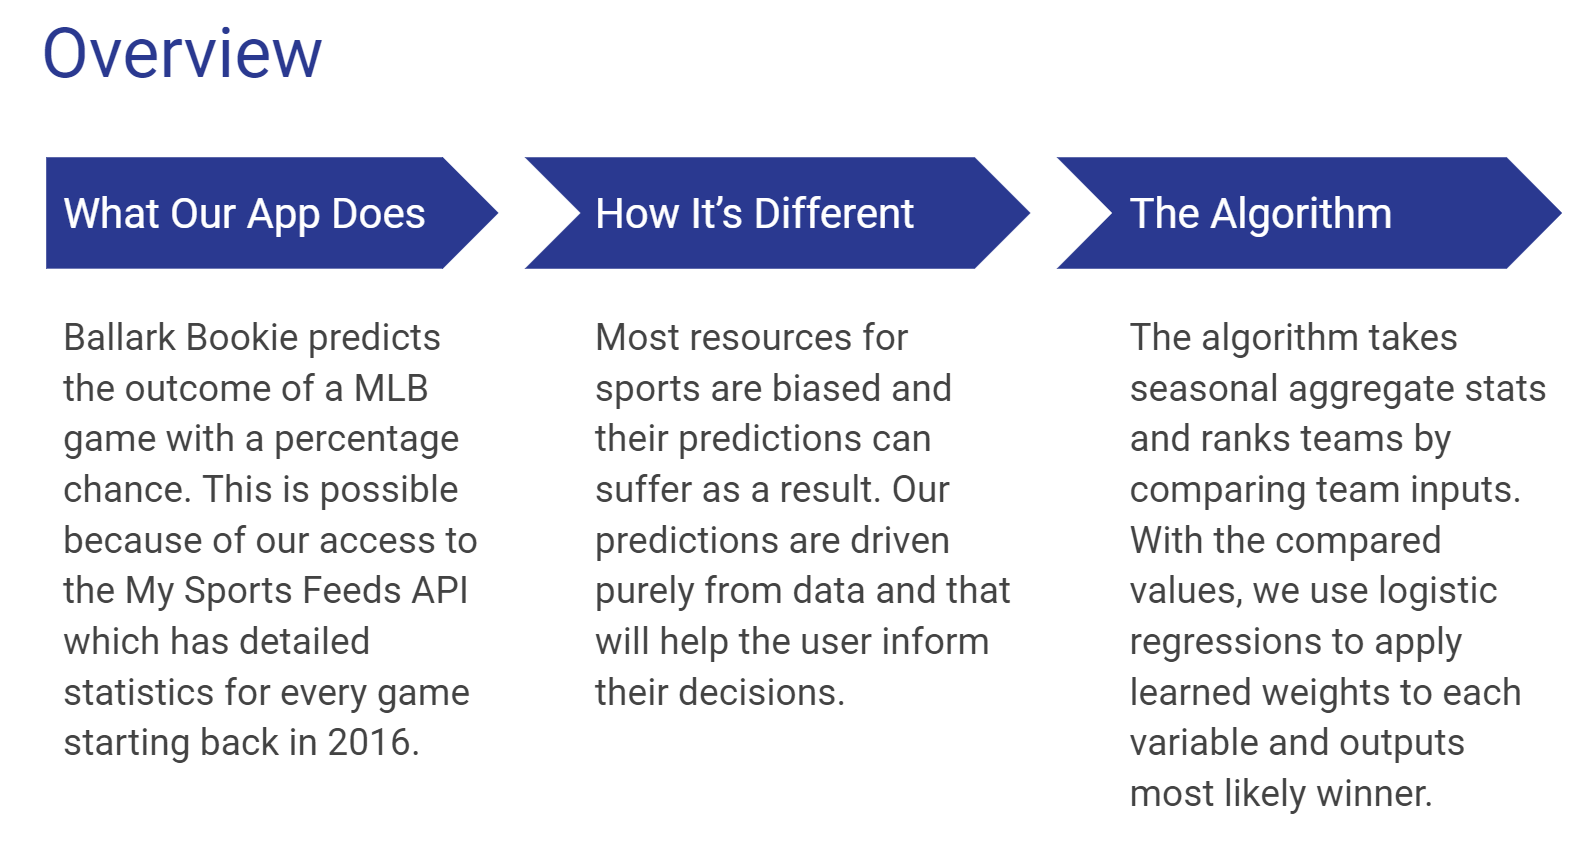 Overview
What Our App Does
Ballark Bookie predicts
the outcome of a MLB
game with a percentage
chance. This is possible
because of our access to
the My Sports Feeds API
which has detailed
statistics for every game
starting back in 2016.
How It’s Different
Most resources for
sports are biased and
their predictions can
suffer as a result. Our
predictions are driven
purely from data and that
will help the user inform
their decisions.
The Algorithm
The algorithm takes
seasonal aggregate stats
and ranks teams by
comparing team inputs.
With the compared
values, we use logistic
regressions to apply
learned weights to each
variable and outputs
most likely winner.